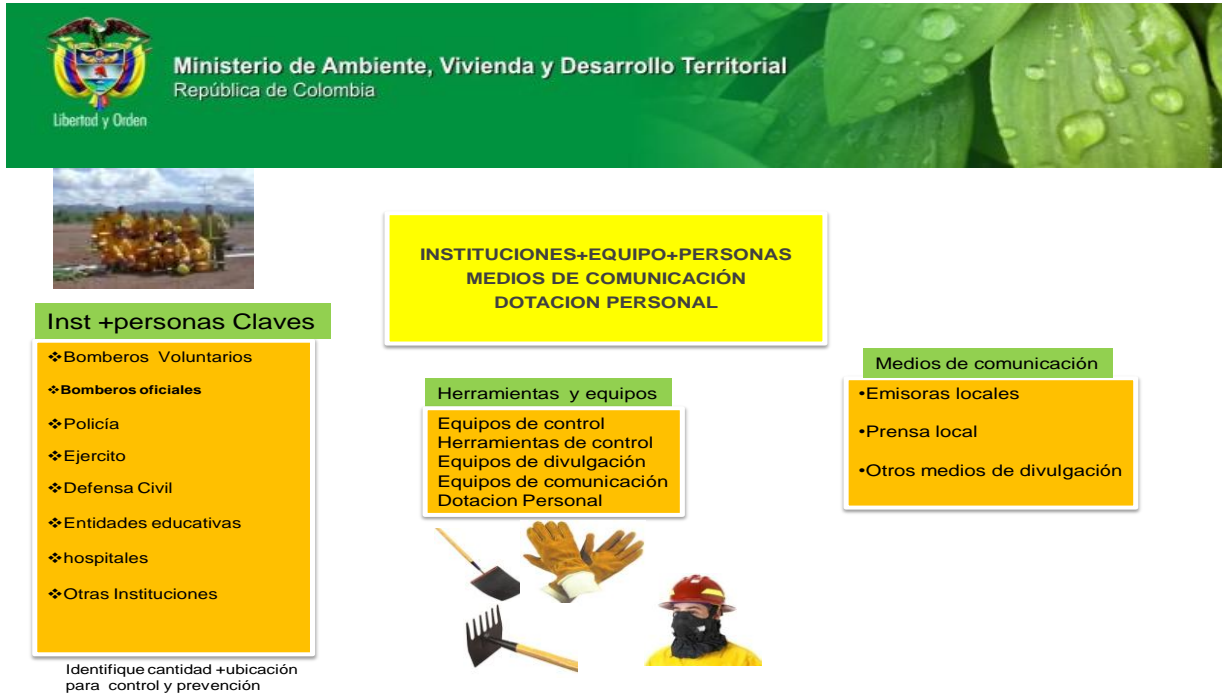 Ministerio de Ambiente, Vivienda y Desarrollo Territorial
República de Colombia
Libertad y Orden
INSTITUCIONES+EQUIPO+PERSONAS
MEDIOS DE COMUNICACIÓN
DOTACION PERSONAL
Inst +personas Claves
❖Bomberos Voluntarios
❖Bomberos oficiales
❖Policía
❖Ejercito
❖Defensa Civil
❖Entidades educativas
❖hospitales
❖Otras Instituciones
Identifique cantidad +ubicación
para control y prevención
Herramientas y equipos
Equipos de control
Herramientas de control
Equipos de divulgación
Equipos de comunicación
Dotacion Personal
Medios de comunicación
•Emisoras locales
•Prensa local
•Otros medios de divulgación